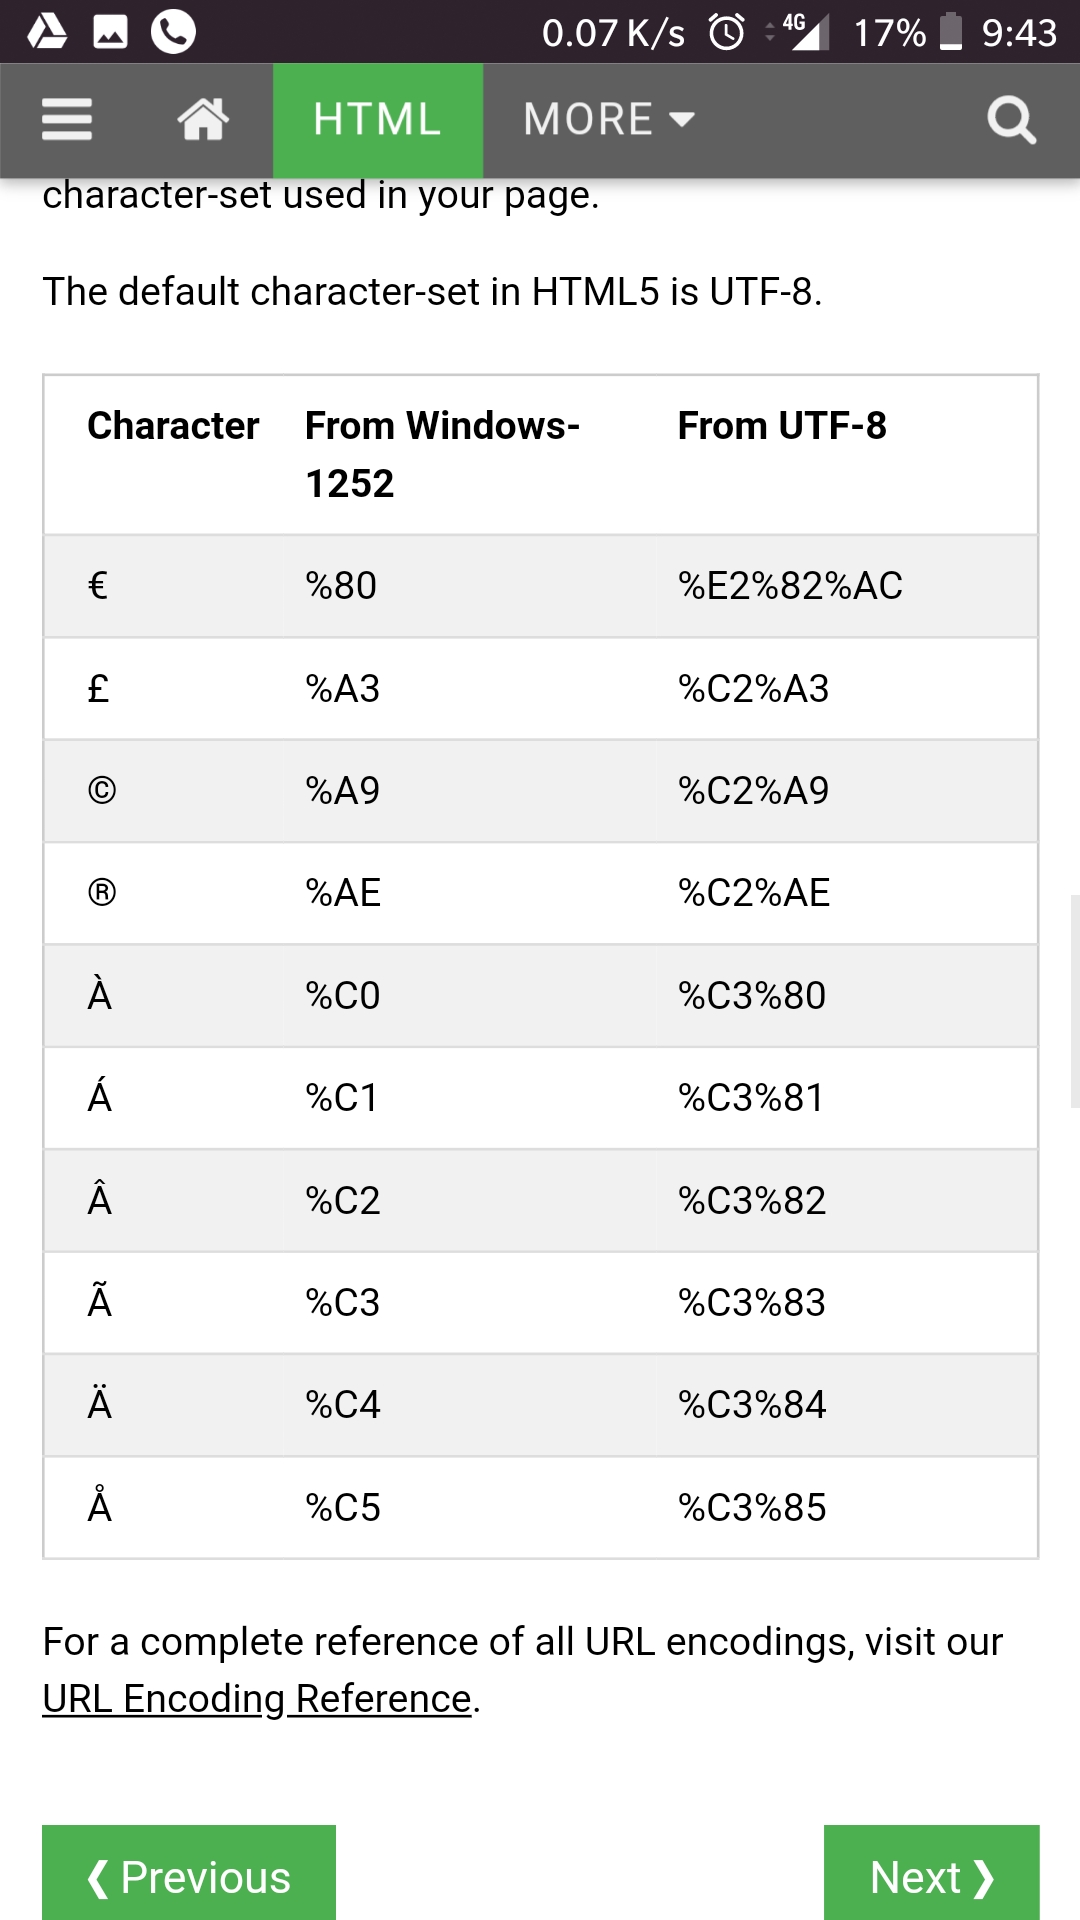 0.07 K/s 4G 17% 9:43
HTML MORE
character-set used in your page.
The default character-set in HTML5 is UTF-8.
Character From Windows- From UTF-8
1252
€ %80 %E2%82%AC
£ %A3 %C2%A3
© %A9 %C2%A9
® %AE %C2%AE
À %C0 %C3%80
Á %C1 %C3%81
Â %C2 %C3%82
Ã %C3 %C3%83
Ä %C4 %C3%84
Å %C5 %C3%85
For a complete reference of all URL encodings, visit our
URL Encoding Reference.
❮ Previous Next ❯